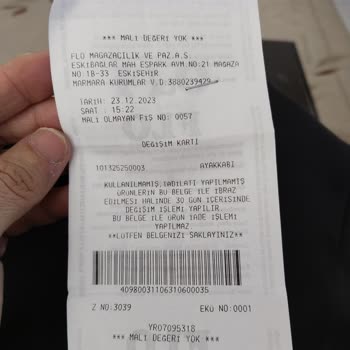 *** MALİ DEĞERİ YOK ***
FLO MAGAZACILIK VE PAZ.A.S.
ESKİBAĞLAR MAH ESPARK AVM.NO:21 MAGAZA
NO:1B-33 ESKİŞEHİR
MARMARA KURUMLAR V.D:3880239429
TARİH: 23.12.2023
SAAT : 15:22
MALİ OLMAYAN FİŞ NO: 0057
DEĞİŞİM KARTI
101325250003 AYAKKABI
KULLANILMAMIŞ,TADİLATI YAPILMAMIŞ
ÜRÜNLERİN BU BELGE İLE İBRAZ
EDİLMESİ HALİNDE 30 GÜN İÇERİSİNDE
DEĞİŞİM İŞLEMİ YAPILIR.
BU BELGE İLE ÜRÜN İADE İŞLEMİ
YAPILMAZ.
**LÜTFEN BELGENİZİ SAKLAYINIZ**
40980031106310600035
Z NO:3039 EKÜ NO:0001
YR07095318
*** MALİ DEĞERİ YOK ***